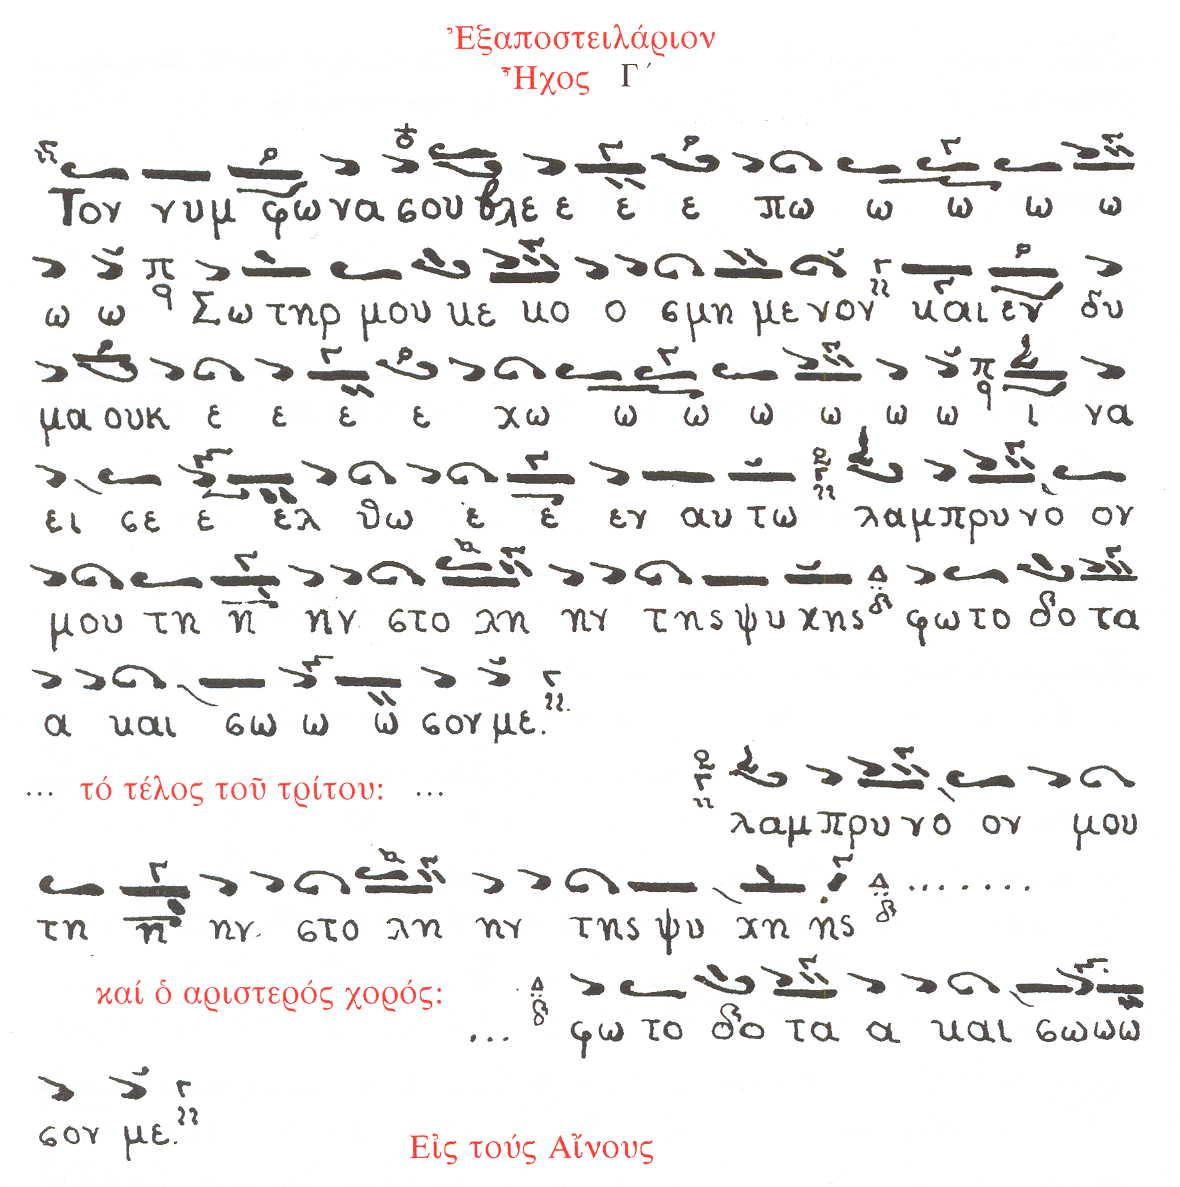 Ἐξαποστειλάριον
Ἦχος Γ´
Τον νυμ φω να σου βλε ε ε ε πω ω ω ω ω
ω ω π q Σω τηρ μου κε κο ο σμη με νον και εν δυ
μα ουκ ε ε ε ε χω ω ω ω ω ω ω π q ι να
ει σε ε ελ θω ε ε εν αυ τω λαμ πρυ νο ον
μου τη η ην στο λη ην της ψυ χης Δ φω το δο τα
α και σω ω ω σον με.
... τό τέλος τοῦ τρίτου: ...
λαμ πρυ νο ον μου
τη η ην. στο λη ην της ψυ χη ης Δ .......
καί ὁ αριστερός χορός:
... Δ φω το δο τα α και σω ω ω
σον με.
Εἰς τούς Αἴνους